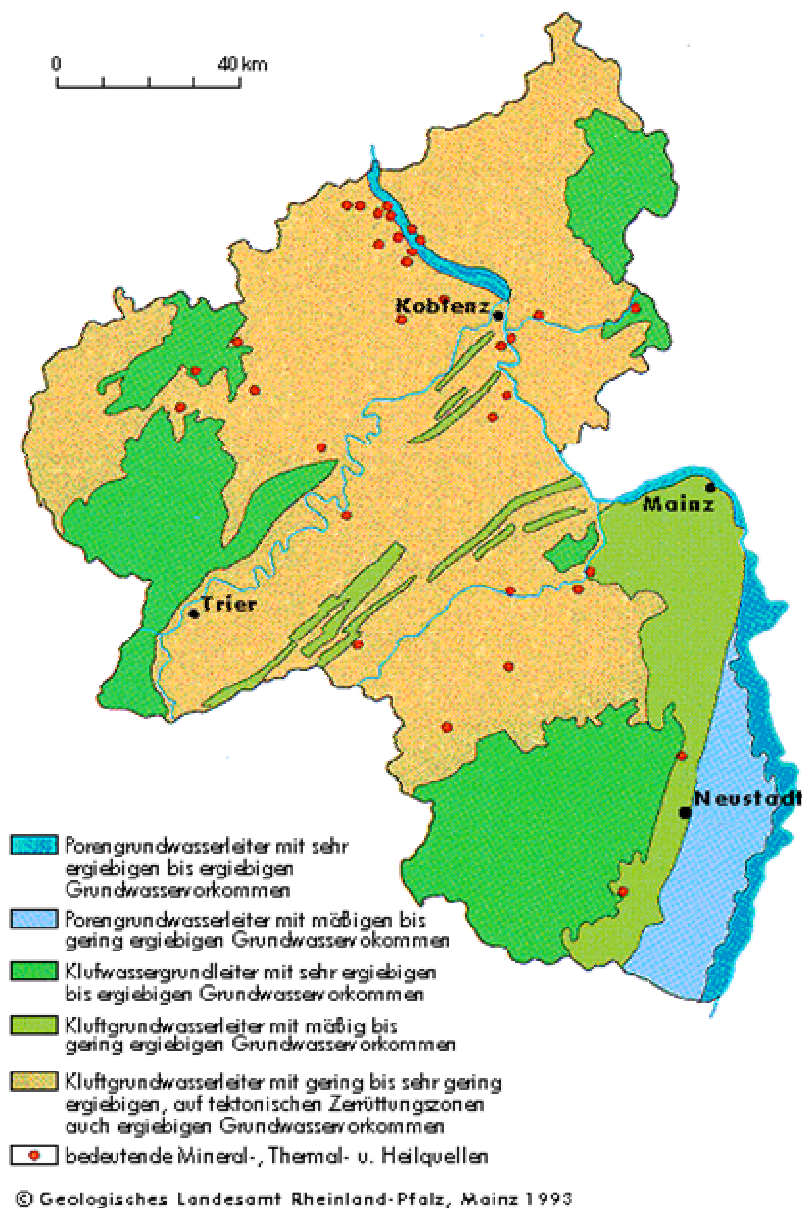 0 40 km
Koblenz
Mainz
Trier
Neustadt
Porengrundwasserleiter mit sehr
ergiebigen bis ergiebigen
Grundwasservorkommen
Porengrundwasserleiter mit mäßigen bis
gering ergiebigen Grundwasservokommen
Klufwassergrundleiter mit sehr ergiebigen
bis ergiebigen Grundwasservorkommen
Kluftgrundwasserleiter mit mäßig bis
gering ergiebigen Grundwasservorkommen
Kluftgrundwasserleiter mit gering bis sehr gering
ergiebigen, auf tektonischen Zerrüttungszonen
auch ergiebigen Grundwasservorkommen
bedeutende Mineral-, Thermal- u. Heilquellen
© Geologisches Landesamt Rheinland-Pfalz, Mainz 1993